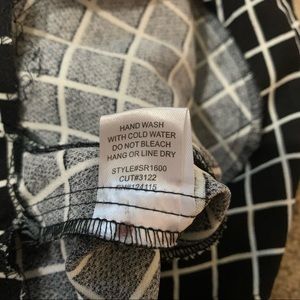 HAND WASH
WITH COLD WATER
DO NOT BLEACH
HANG OR LINE DRY
STYLE#SR1600
CUT#3122